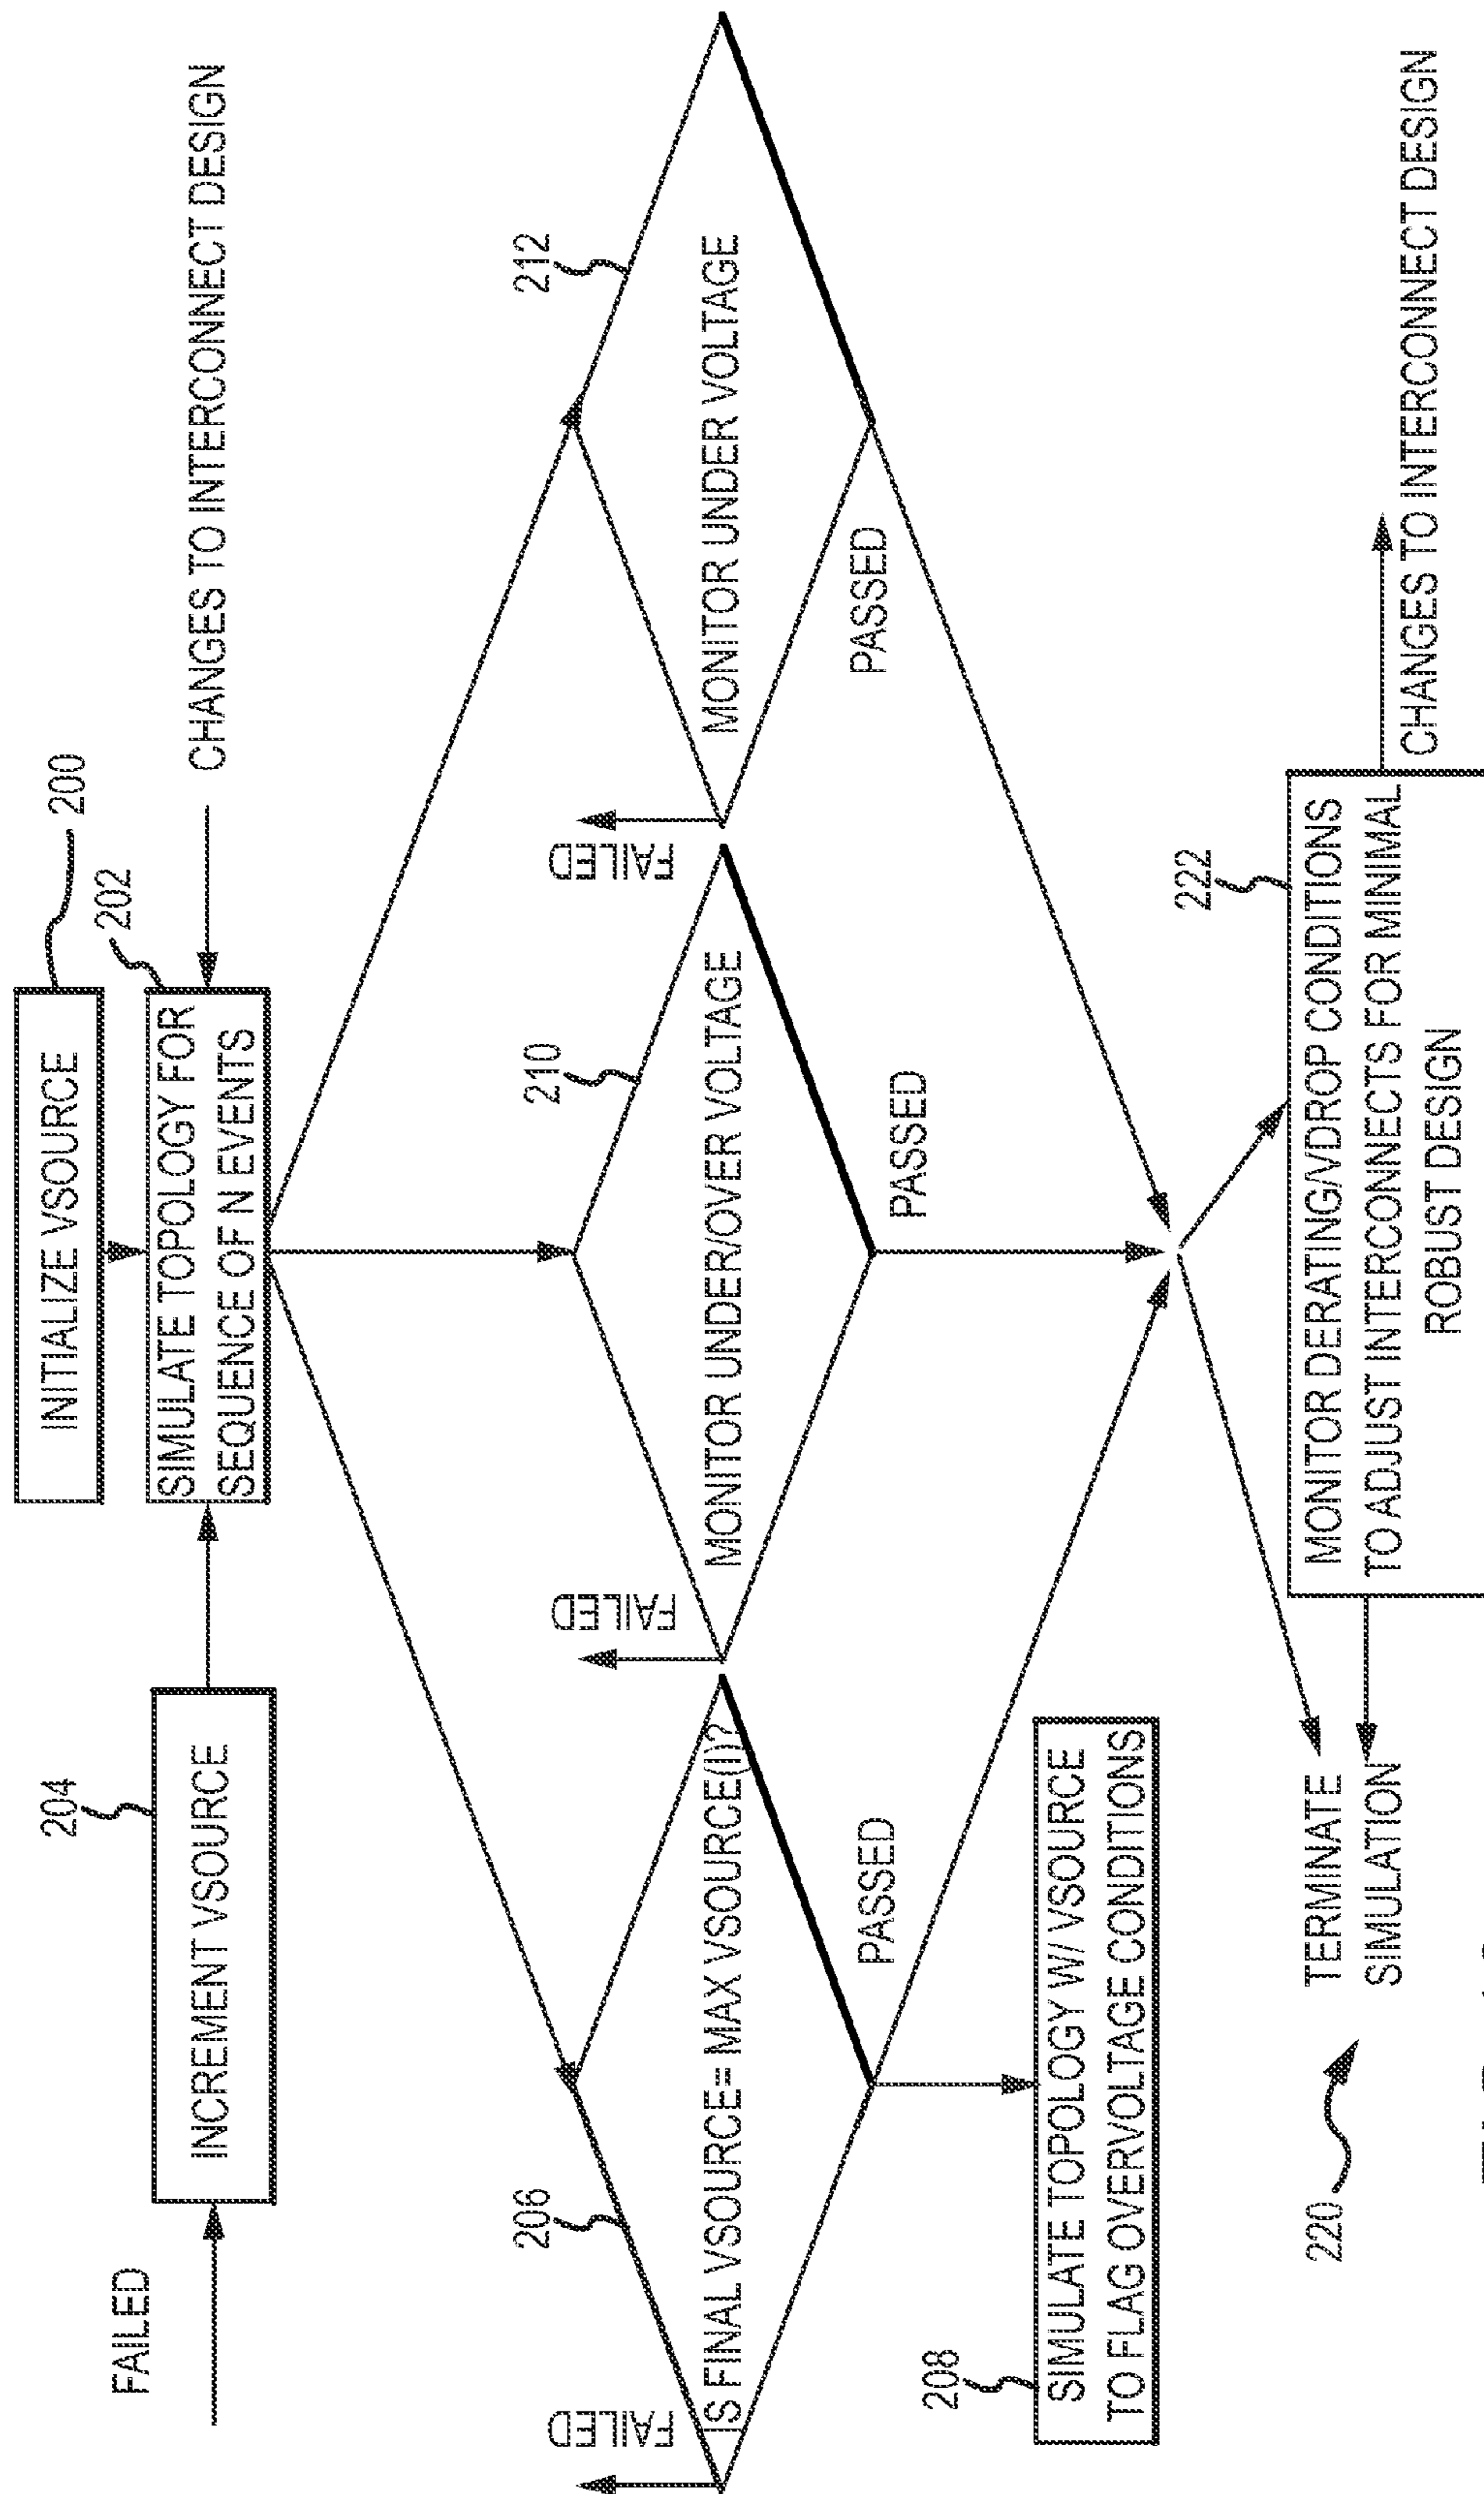 INITIALIZE VSOURCE
200
202
SIMULATE TOPOLOGY FOR
SEQUENCE OF N EVENTS
CHANGES TO INTERCONNECT DESIGN
204
INCREMENT VSOURCE
FAILED
206
IS FINAL VSOURCE= MAX VSOURCE(I)?
FAILED
PASSED
210
MONITOR UNDER/OVER VOLTAGE
FAILED
PASSED
212
MONITOR UNDER VOLTAGE
FAILED
PASSED
208
SIMULATE TOPOLOGY W/ VSOURCE
TO FLAG OVERVOLTAGE CONDITIONS
220
TERMINATE
SIMULATION
222
MONITOR DERATING/VDROP CONDITIONS
TO ADJUST INTERCONNECTS FOR MINIMAL
ROBUST DESIGN
CHANGES TO INTERCONNECT DESIGN